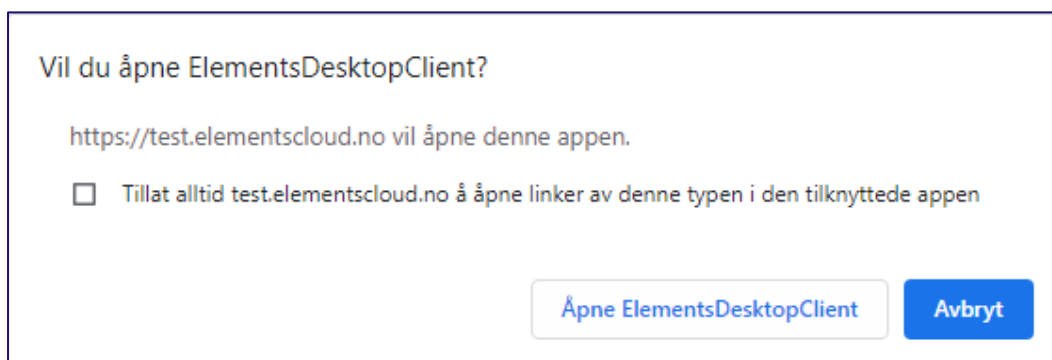 Vil du åpne ElementsDesktopClient?
https://test.elementscloud.no vil åpne denne appen.
Tillat alltid test.elementscloud.no å åpne linker av denne typen i den tilknyttede appen
Åpne ElementsDesktopClient Avbryt